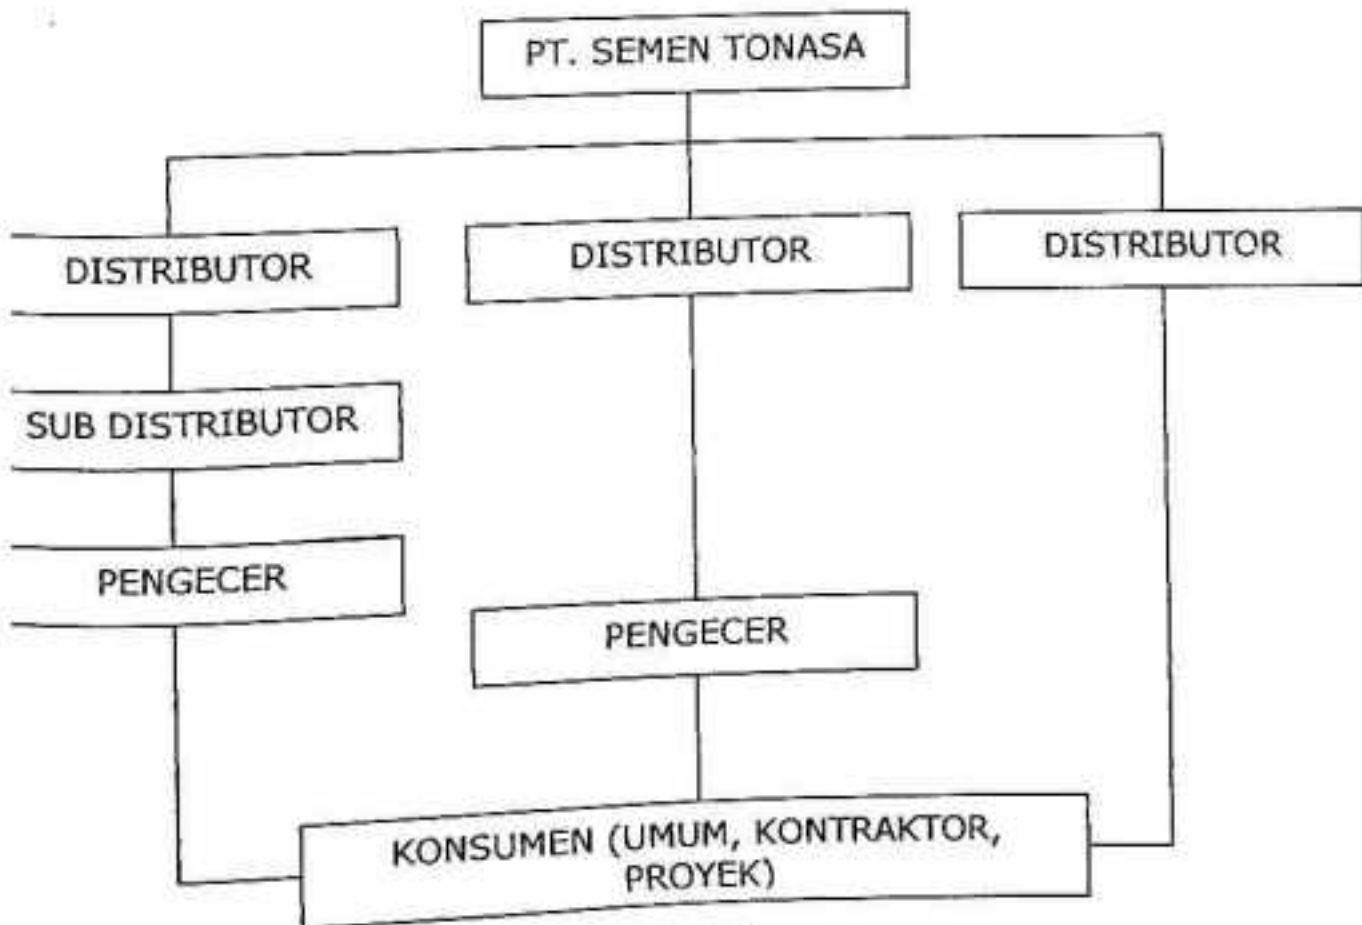 PT. SEMEN TONASA
DISTRIBUTOR
DISTRIBUTOR
DISTRIBUTOR
SUB DISTRIBUTOR
PENGECER
PENGECER
KONSUMEN (UMUM, KONTRAKTOR,
PROYEK)